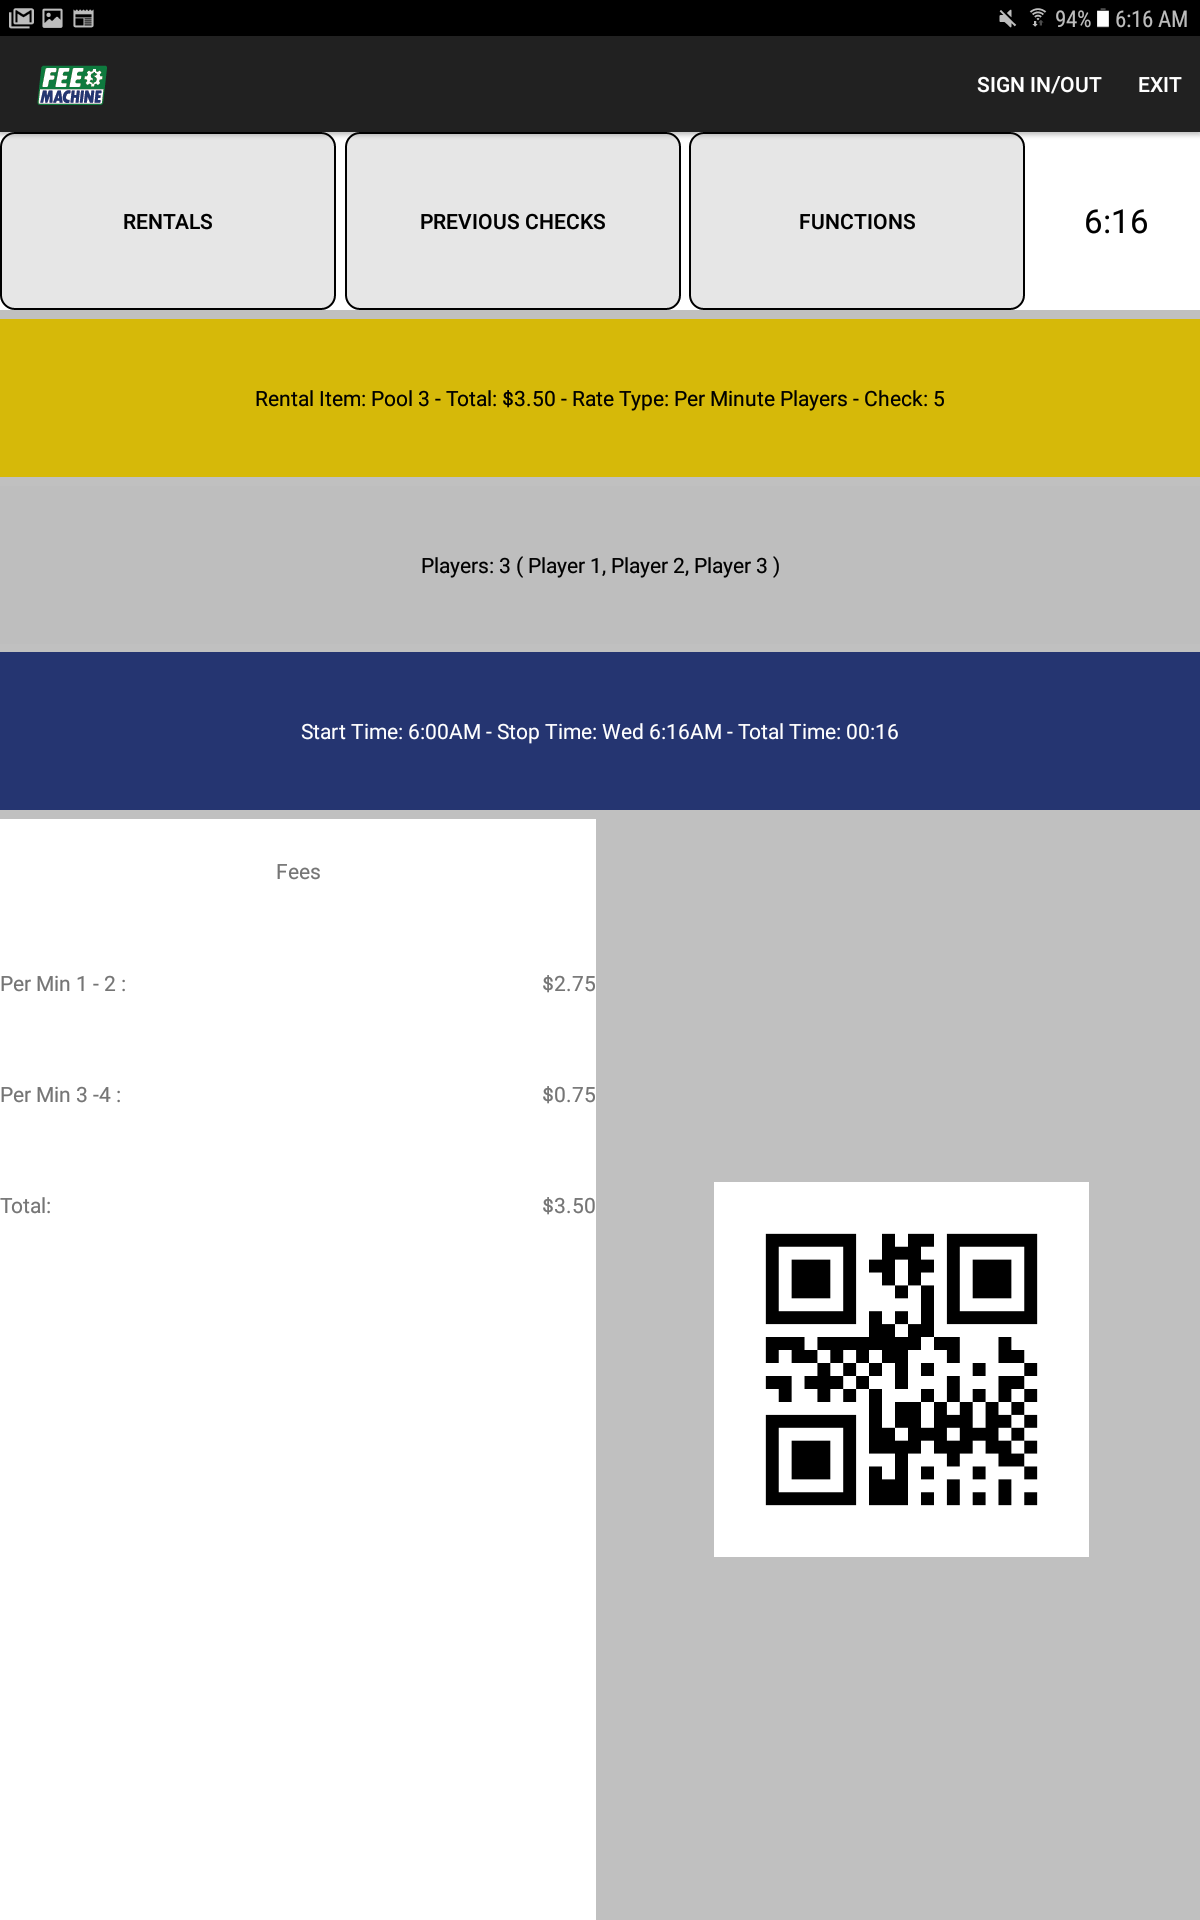 94% 6:16 AM
FEE
MACHINE
SIGN IN/OUT EXIT
RENTALS PREVIOUS CHECKS FUNCTIONS 6:16
Rental Item: Pool 3 - Total: $3.50 - Rate Type: Per Minute Players - Check: 5
Players: 3 ( Player 1, Player 2, Player 3 )
Start Time: 6:00AM - Stop Time: Wed 6:16AM - Total Time: 00:16
Fees
Per Min 1 - 2 : $2.75
Per Min 3 -4 : $0.75
Total: $3.50